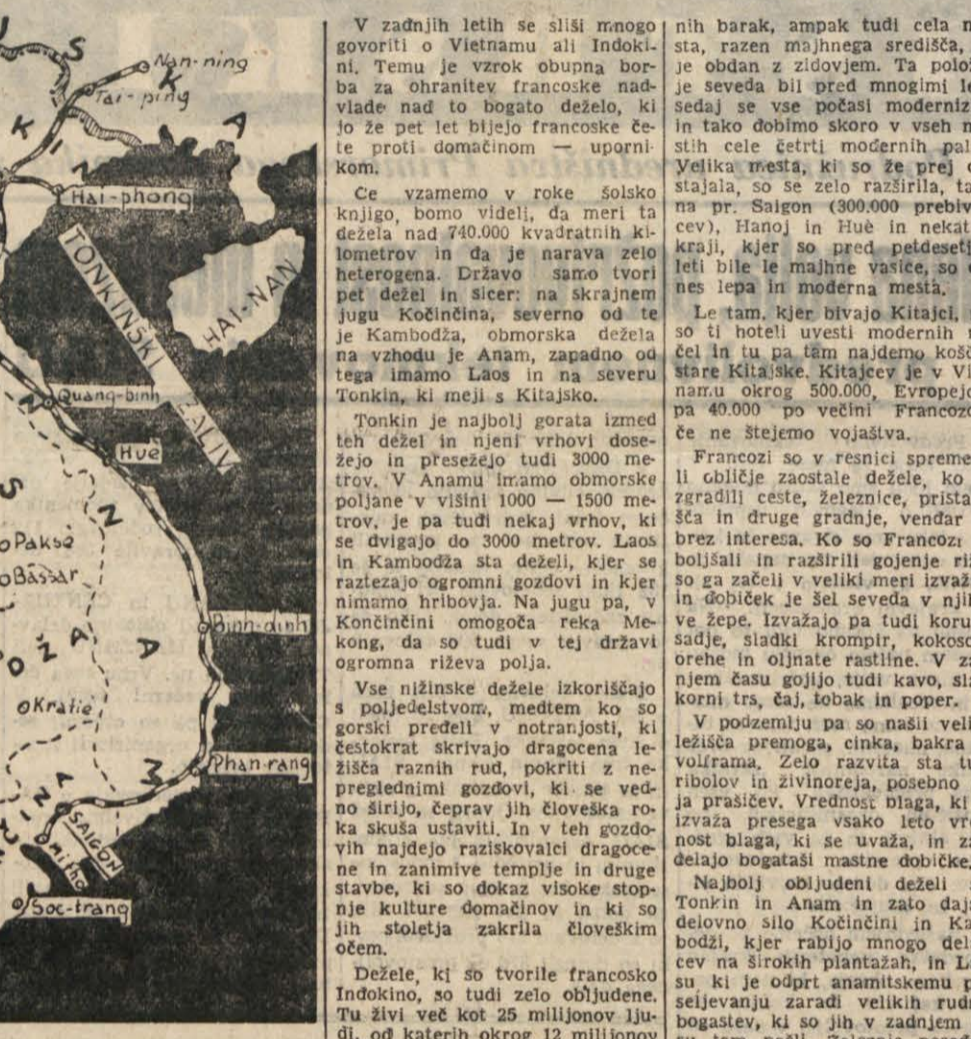 Nan-ning
Tai-ping
K
A
K
I
N
Hai-phong
TONKINSKI ZALIV
HAI-NAN
Quang-binh
Huè
S
N
Paksè
Bassar
O Ž A
A
Kratiè
Binh-dinh
Phan-rang
M
SAIGON
mitho
Soc-trang
V zadnjih letih se sliši mnogo
govoriti o Vietnamu ali Indoki-
ni. Temu je vzrok obupna bor-
ba za ohranitev francoske nad-
vlade nad to bogato deželo, ki
jo že pet let bijejo francoske če-
te proti domačinom — uporni-
kom.
Ce vzamemo v roke šolsko
knjigo, bomo videli, da meri ta
dežela nad 740.000 kvadratnih ki-
lometrov in da je narava zelo
heterogena. Državo samo tvori
pet dežel in sicer: na skrajnem
jugu Kočinčina, severno od te
je Kambodža, obmorska dežela
na vzhodu je Anam, zapadno od
tega imamo Laos in na severu
Tonkin, ki meji s Kitajsko.
Tonkin je najbolj gorata izmed
teh dežel in njeni vrhovi dose-
žejo in presežejo tudi 3000 me-
trov. V Anamu imamo obmorske
poljane v višini 1000 — 1500 me-
trov, je pa tudi nekaj vrhov, ki
se dvigajo do 3000 metrov. Laos
in Kambodža sta deželi, kjer se
raztezajo ogromni gozdovi in kjer
nimamo hribovja. Na jugu pa, v
Končinčini omogoča reka Me-
kong, da so tudi v tej državi
ogromna riževa polja.
Vse nižinske dežele izkoriščajo
s poljedelstvom, medtem ko so
gorski predeli v notranjosti, ki
čestokrat skrivajo dragocena le-
žišča raznih rud, pokriti z ne-
preglednimi gozdovi, ki se ved-
no širijo, čeprav jih človeška ro-
ka skuša ustaviti. In v teh gozdo-
vih najdejo raziskovalci dragoce-
ne in zanimive templje in druge
stavbe, ki so dokaz visoke stop-
nje kulture domačinov in ki so
jih stoletja zakrila človeškim
očem.
Dežele, ki so tvorile francosko
Indokino, so tudi zelo obljudene.
Tu živi več kot 25 milijonov lju-
di, od katerih okrog 12 milijonov
nih barak, ampak tudi cela m
sta, razen majhnega središča,
je obdan z zidovjem. Ta polož
je seveda bil pred mnogimi le
sedaj se vse počasi moderniz
in tako dobimo skoro v vseh m
stih cele četrti modernih pal
Velika mesta, ki so že prej o
stajala, so se zelo razširila, ta
na pr. Saigon (300.000 prebiv
cev), Hanoj in Huè in nekat
kraji, kjer so pred petdeseti
leti bile le majhne vasice, so d
nes lepa in moderna mesta.
Le tam, kjer bivajo Kitajci,
so ti hoteli uvesti modernih n
čel in tu pa tam najdemo košč
stare Kitajske. Kitajcev je v Vi
namu okrog 500.000, Evropejc
pa 40.000 po večini Francozo
če ne štejemo vojaštva.
Francozi so v resnici spreme
li obličje zaostale dežele, ko
zgradili ceste, železnice, prista
šča in druge gradnje, vendar
brez interesa. Ko so Francozi
boljšali in razširili gojenje riž
so ga začeli v veliki meri izvaž
in dobiček je šel seveda v njih
ve žepe. Izvažajo pa tudi koru
sadje, sladki krompir, kokoso
orehe in oljnate rastline. V za
njem času gojijo tudi kavo, sla
korni trs, čaj, tobak in poper.
V podzemlju pa so našli veli
ležišča premoga, cinka, bakra
volframa. Zelo razvita sta tu
ribolov in živinoreja, posebno
ja prašičev. Vrednost blaga, ki
izvaža presega vsako leto vre
nost blaga, ki se uvaža, in za
delajo bogataši mastne dobičke.
Najbolj obljudeni deželi s
Tonkin in Anam in zato daja
delovno silo Kočinčini in Ka
bodži, kjer rabijo mnogo dela
cev na širokih plantažah, in La
su, ki je odprt anamitskemu p
seljevanju zaradi velikih rudn
bogastev, ki so jih v zadnjem